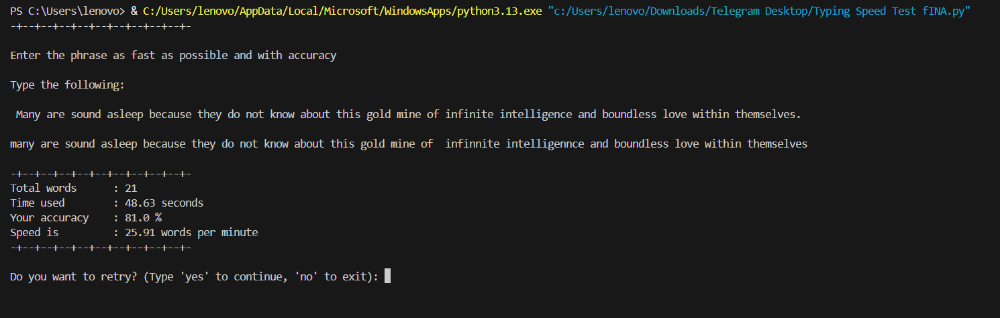 PS C:\Users\lenovo> & C:/Users/lenovo/AppData/Local/Microsoft/WindowsApps/python3.13.exe "c:/Users/lenovo/Downloads/Telegram Desktop/Typing Speed Test fINA.py"
-+--+--+--+--+--+--+--+--+--+-
Enter the phrase as fast as possible and with accuracy
Type the following:
Many are sound asleep because they do not know about this gold mine of infinite intelligence and boundless love within themselves.
many are sound asleep because they do not know about this gold mine of  infinnite intelligennce and boundless love within themselves
-+--+--+--+--+--+--+--+--+--+-
Total words      : 21
Time used        : 48.63 seconds
Your accuracy    : 81.0 %
Speed is         : 25.91 words per minute
-+--+--+--+--+--+--+--+--+--+-
Do you want to retry? (Type 'yes' to continue, 'no' to exit):